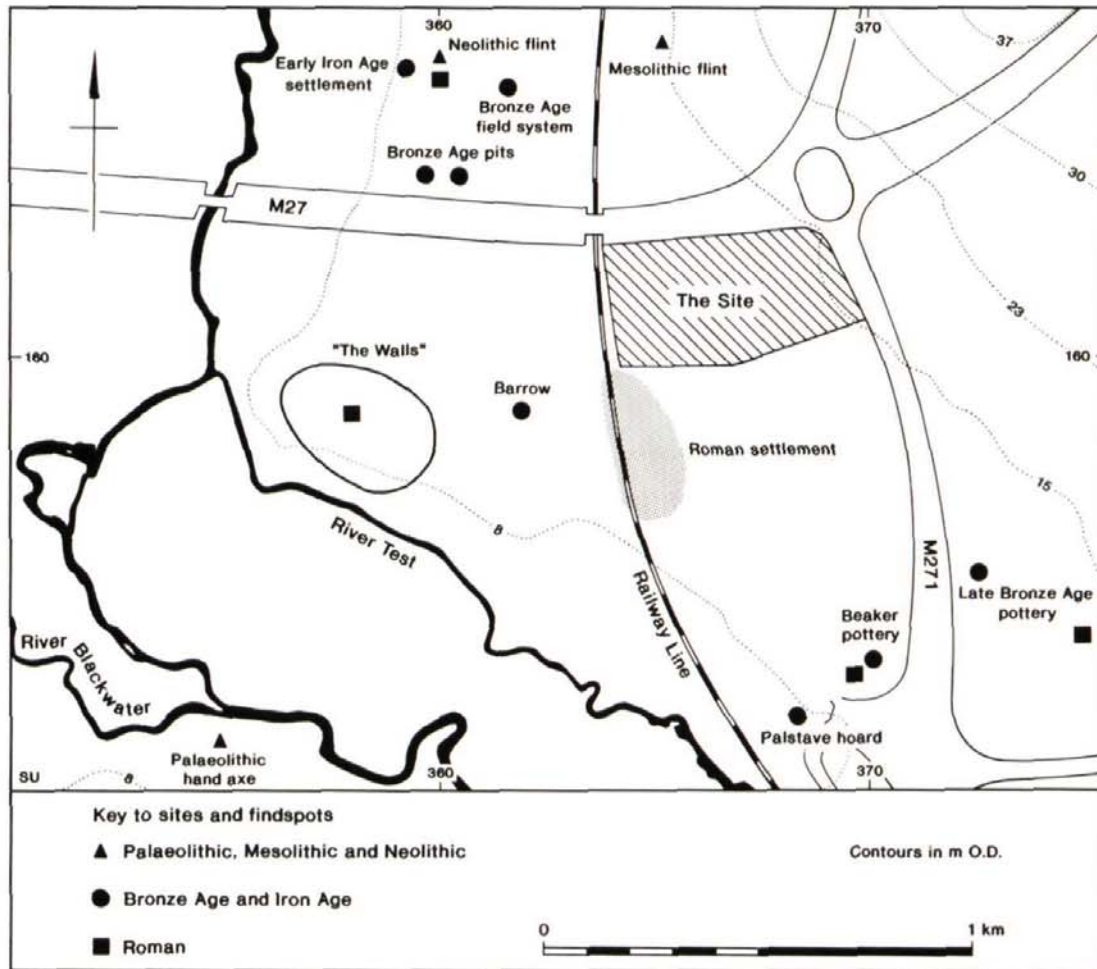 360
370
37
Neolithic flint
Early Iron Age
settlement
Mesolithic flint
Bronze Age
field system
Bronze Age pits
30
M27
The Site
23
160
"The Walls"
160
Barrow
Roman settlement
15
8
River Test
M271
Railway Line
Late Bronze Age
pottery
Beaker
pottery
River
Blackwater
Palstave hoard
Palaeolithic
hand axe
SU
8
360
370
Key to sites and findspots
▲ Palaeolithic, Mesolithic and Neolithic
Contours in m O.D.
● Bronze Age and Iron Age
■ Roman
0
1 km